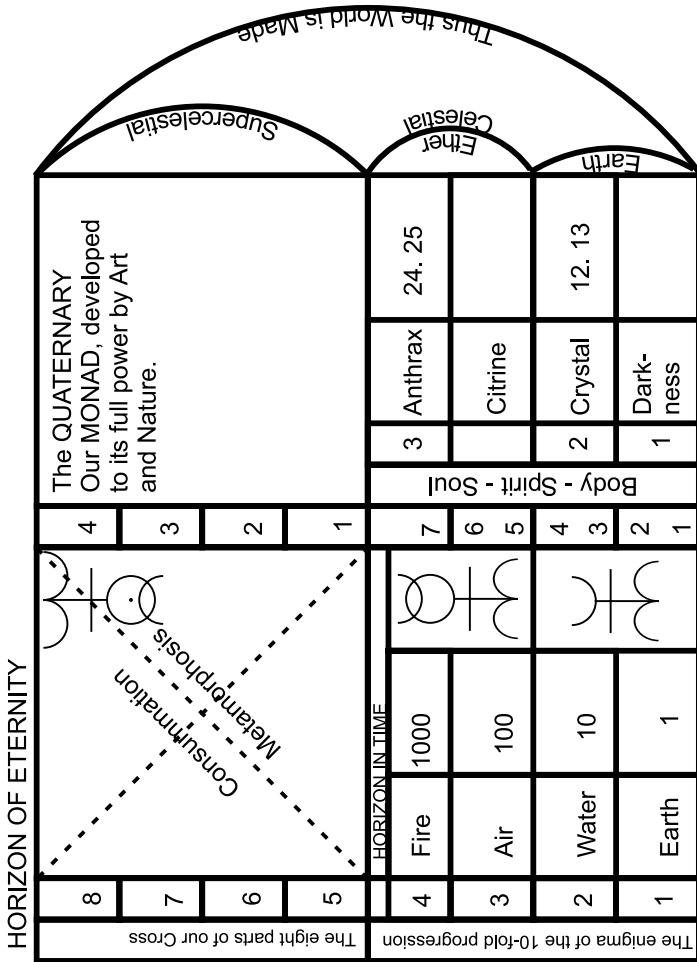 HORIZON OF ETERNITY
The eight parts of our Cross
8
7
6
5
Consummation
Metamorphosis
4
3
2
1
The QUATERNARY
Our MONAD, developed
to its full power by Art
and Nature.
Supercelestial
Thus the World is Made
HORIZON IN TIME
The enigma of the 10-fold progression
4
Fire
1000
3
Air
100
2
Water
10
1
Earth
1
7
6
5
4
3
2
1
Body - Spirit - Soul
3
Anthrax
24. 25
Citrine
2
Crystal
12. 13
1
Dark-
ness
Ether
Celestial
Earth